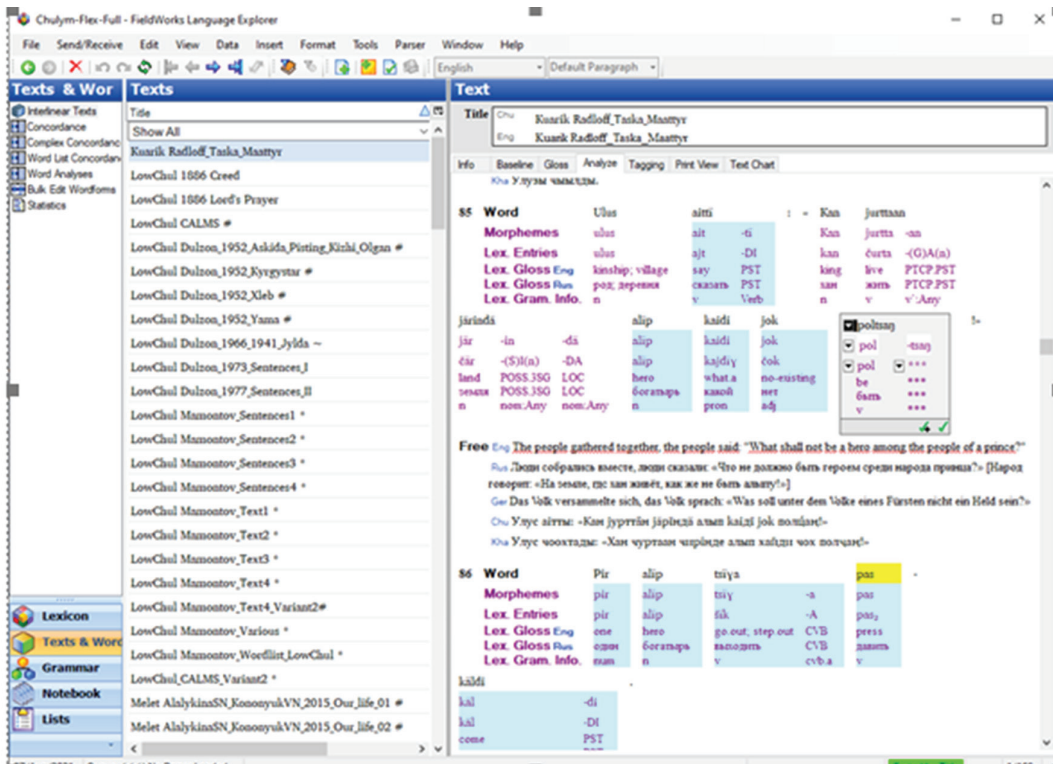 Chulym-Flex-Full - FieldWorks Language Explorer
File Send/Receive Edit View Data Insert Format Tools Parser Window Help
English Default Paragraph
Texts & Wor
Interlinear Texts
Concordance
Complex Concordanc
Word List Concordan
Word Analyses
Bulk Edit Wordforms
Statistics
Lexicon
Texts & Word
Grammar
Notebook
Lists
Texts
Title
Show All
Kuarik Radloff_Taska_Maattyr
LowChul 1886 Creed
LowChul 1886 Lord's Prayer
LowChul CALMS #
LowChul Dulzon_1952_Askida_Pisting_Kizhi_Olgan #
LowChul Dulzon_1952_Kyrgystar #
LowChul Dulzon_1952_Xleb #
LowChul Dulzon_1952_Yama #
LowChul Dulzon_1966_1941_Jylda ~
LowChul Dulzon_1973_Sentences_I
LowChul Dulzon_1977_Sentences_II
LowChul Mamontov_Sentences1 *
LowChul Mamontov_Sentences2 *
LowChul Mamontov_Sentences3 *
LowChul Mamontov_Sentences4 *
LowChul Mamontov_Text1 *
LowChul Mamontov_Text2 *
LowChul Mamontov_Text3 *
LowChul Mamontov_Text4 *
LowChul Mamontov_Text4_Variant2#
LowChul Mamontov_Various *
LowChul Mamontov_Wordlist_LowChul *
LowChul_CALMS_Variant2 *
Melet AlalykinaSN_KononyukVN_2015_Our_life_01 #
Melet AlalykinaSN_KononyukVN_2015_Our_life_02 #
Text
Title Chu Kuarik Radloff_Taska_Maattyr
Eng Kuarik Radloff_Taska_Maattyr
Info Baseline Gloss Analyze Tagging Print View Text Chart
Kha Улузы чыылды.
85 Word Ulus aittï : « Kan jurttaan
Morphemes ulus ait -ti Kan jurtta -an
Lex. Entries ulus ajt -DI kan čurta -(G)A(n)
Lex. Gloss Eng kinship; village say PST king live PTCP.PST
Lex. Gloss Rus род; деревня сказать PST хан жить PTCP.PST
Lex. Gram. Info. n v Verb n v v:Any
järindä alip kaidi jok poltsaŋ !»
jär -in -dä alip kaidi jok pol -tsaŋ
čär -(S)I(n) -DA alip kajdiɣ čok pol ***
land POSS.3SG LOC hero what.a no-existing be ***
земля POSS.3SG LOC богатырь какой нет быть ***
n nom:Any nom:Any n pron adj v ***
Free Eng The people gathered together, the people said: "What shall not be a hero among the people of a prince?"
Rus Люди собрались вместе, люди сказали: «Что не должно быть героем среди народа принца?» [Народ
говорит: «На земле, где хан живёт, как же не быть алыпу!»]
Ger Das Volk versammelte sich, das Volk sprach: «Was soll unter dem Volke eines Fürsten nicht ein Held sein?»
Chu Улус аітты: «Кан јурттāн јäрiндä алып каідí јок полцаң!»
Kha Улус чоохтады: «Хан чуртаан чирiнде алып хайди чох полчаң!»
86 Word Pir alip tsiɣa pas .
Morphemes pir alip tsiɣ -a pas
Lex. Entries pir alip šik -A pas₂
Lex. Gloss Eng one hero go.out; step.out CVB press
Lex. Gloss Rus один богатырь выходить CVB давить
Lex. Gram. Info. num n v cvb.a v
käldi .
käl -di
käl -DI
come PST